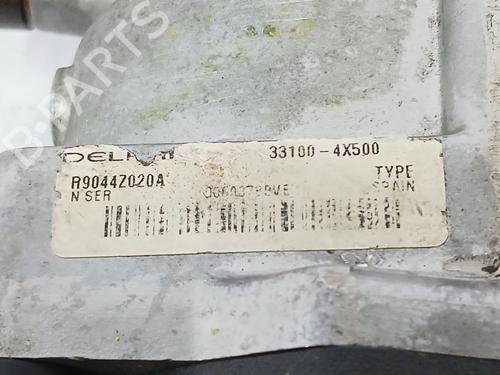 DELPHI 33100-4X500
R9044Z020A TYPE
N SER SPAIN
B-PARTS